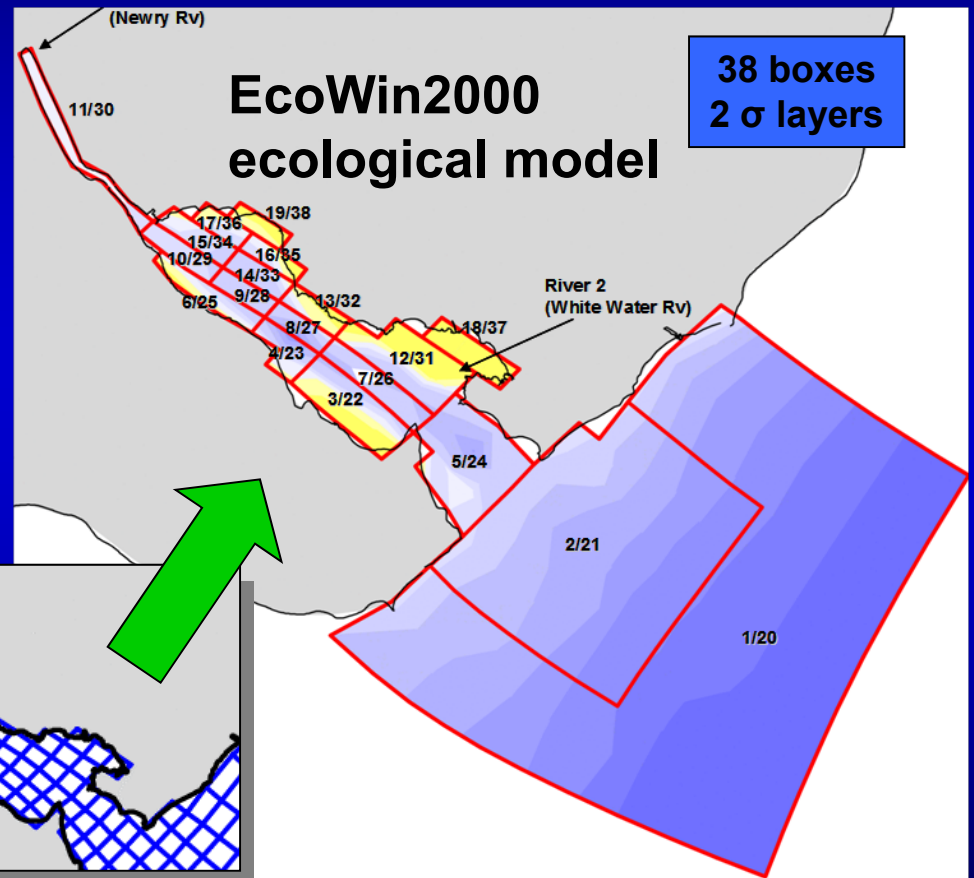 (Newry Rv)
EcoWin2000
ecological model
38 boxes
2 σ layers
11/30
19/38
17/36
15/34
16/35
10/29
14/33
9/28
6/25
13/32
River 2
(White Water Rv)
8/27
18/37
4/23
12/31
7/26
3/22
5/24
2/21
1/20